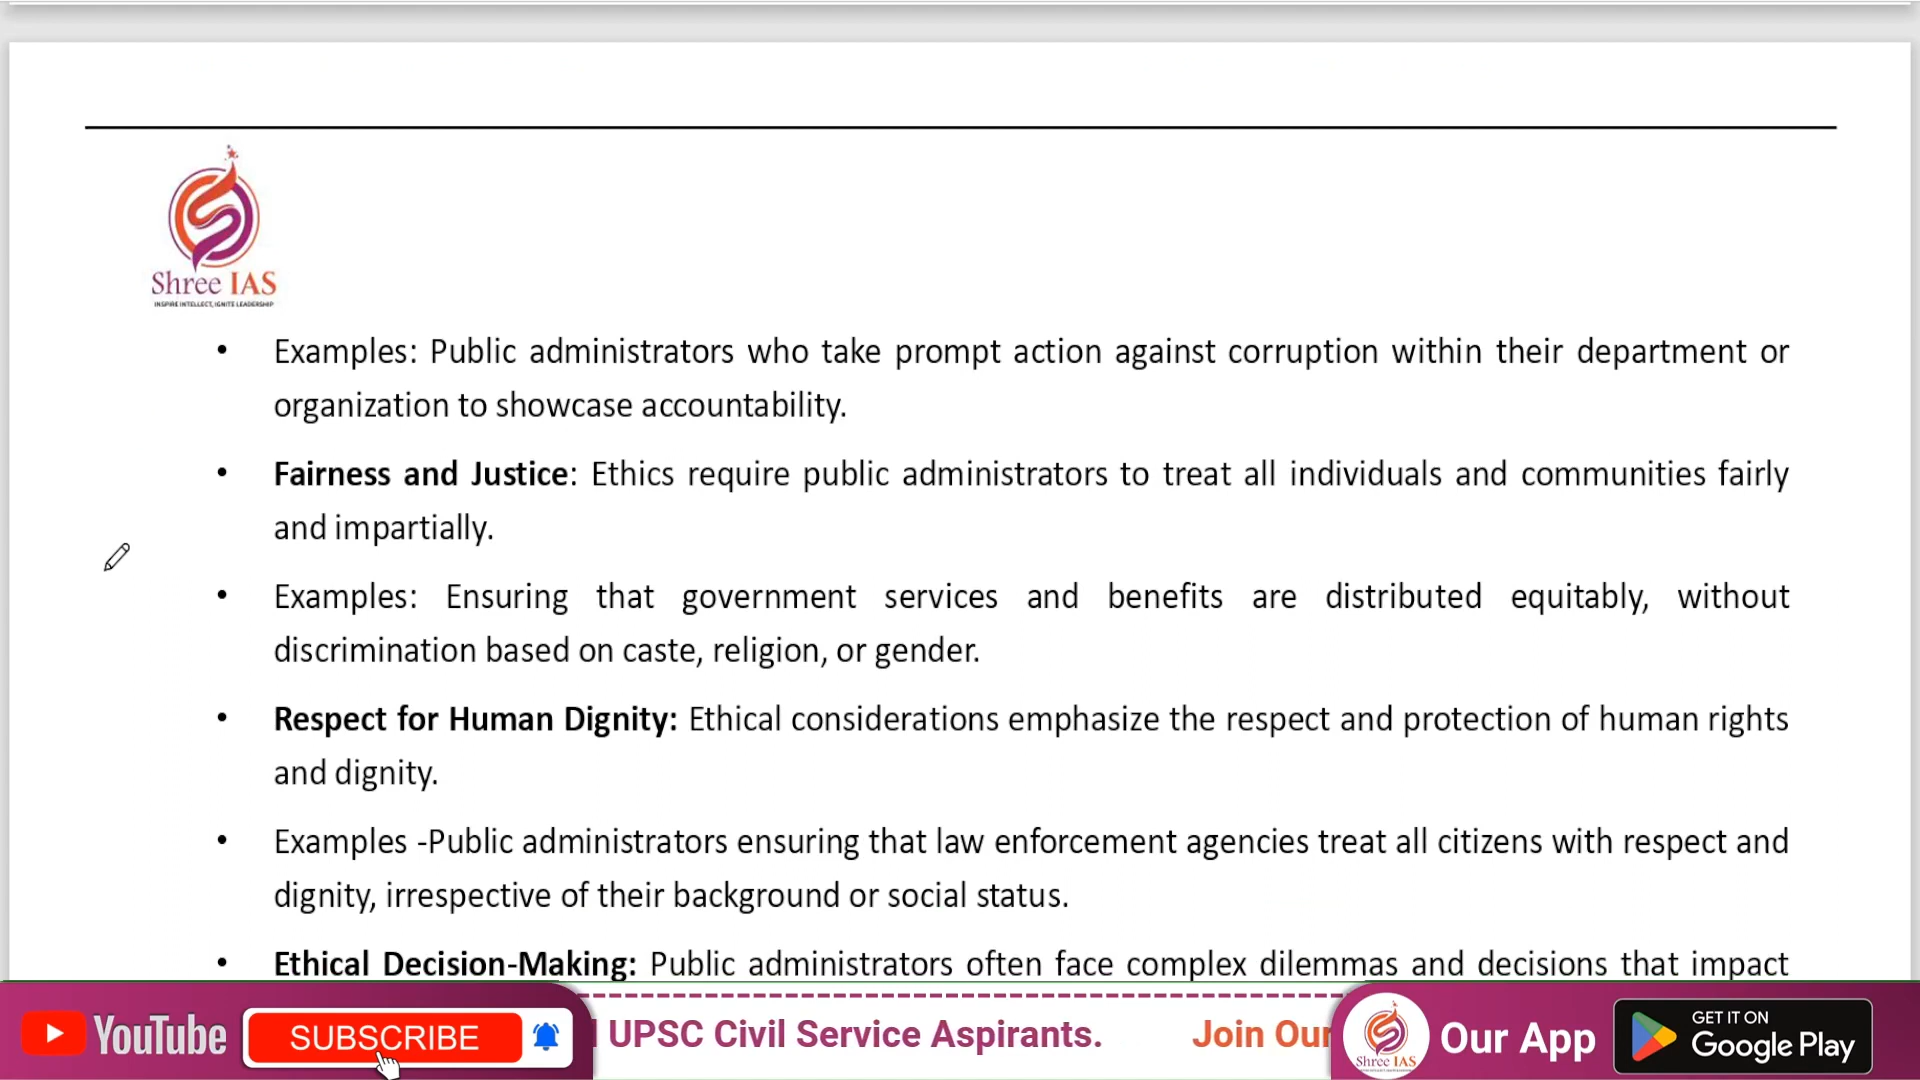 Shree IAS
INSPIRE INTELLECT, IGNITE LEADERSHIP
• Examples: Public administrators who take prompt action against corruption within their department or
organization to showcase accountability.
• Fairness and Justice: Ethics require public administrators to treat all individuals and communities fairly
and impartially.
• Examples: Ensuring that government services and benefits are distributed equitably, without
discrimination based on caste, religion, or gender.
• Respect for Human Dignity: Ethical considerations emphasize the respect and protection of human rights
and dignity.
• Examples -Public administrators ensuring that law enforcement agencies treat all citizens with respect and
dignity, irrespective of their background or social status.
• Ethical Decision-Making: Public administrators often face complex dilemmas and decisions that impact
YouTube SUBSCRIBE UPSC Civil Service Aspirants. Join Our Shree IAS Our App GET IT ON Google Play